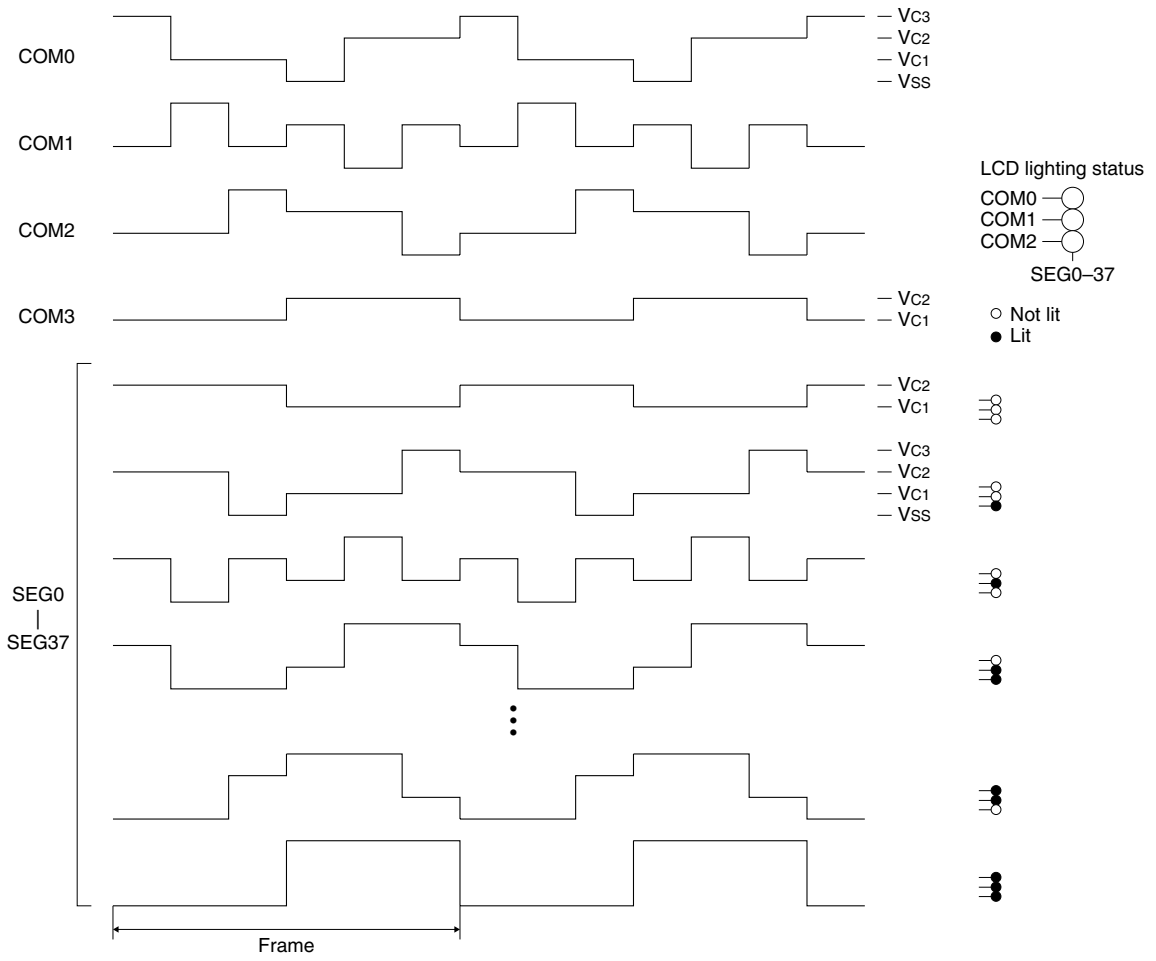 COM0
VC3
VC2
VC1
VSS
COM1
COM2
COM3
VC2
VC1
LCD lighting status
COM0
COM1
COM2
SEG0–37
Not lit
Lit
VC2
VC1
VC3
VC2
VC1
VSS
SEG0
SEG37
Frame